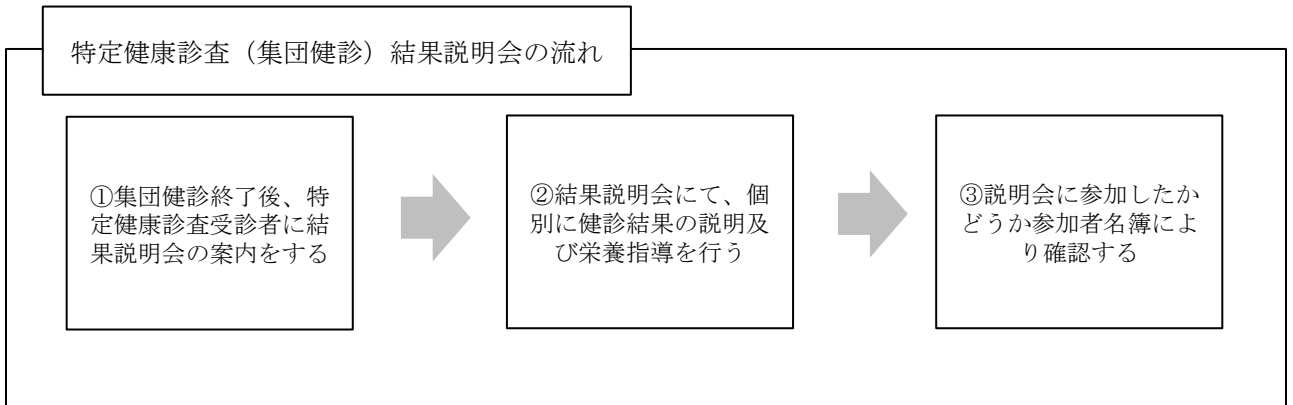 特定健康診査（集団健診）結果説明会の流れ
①集団健診終了後、特
定健康診査受診者に結
果説明会の案内をする
②結果説明会にて、個
別に健診結果の説明及
び栄養指導を行う
③説明会に参加したか
どうか参加者名簿によ
り確認する